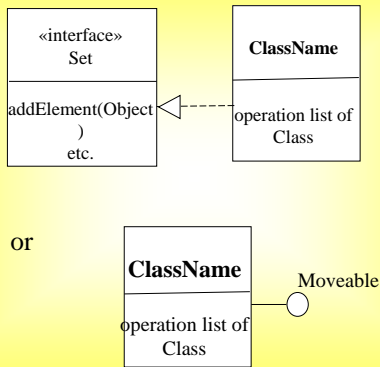 «interface»
Set
addElement(Object
)
etc.
ClassName
operation list of
Class
or
ClassName
operation list of
Class
Moveable